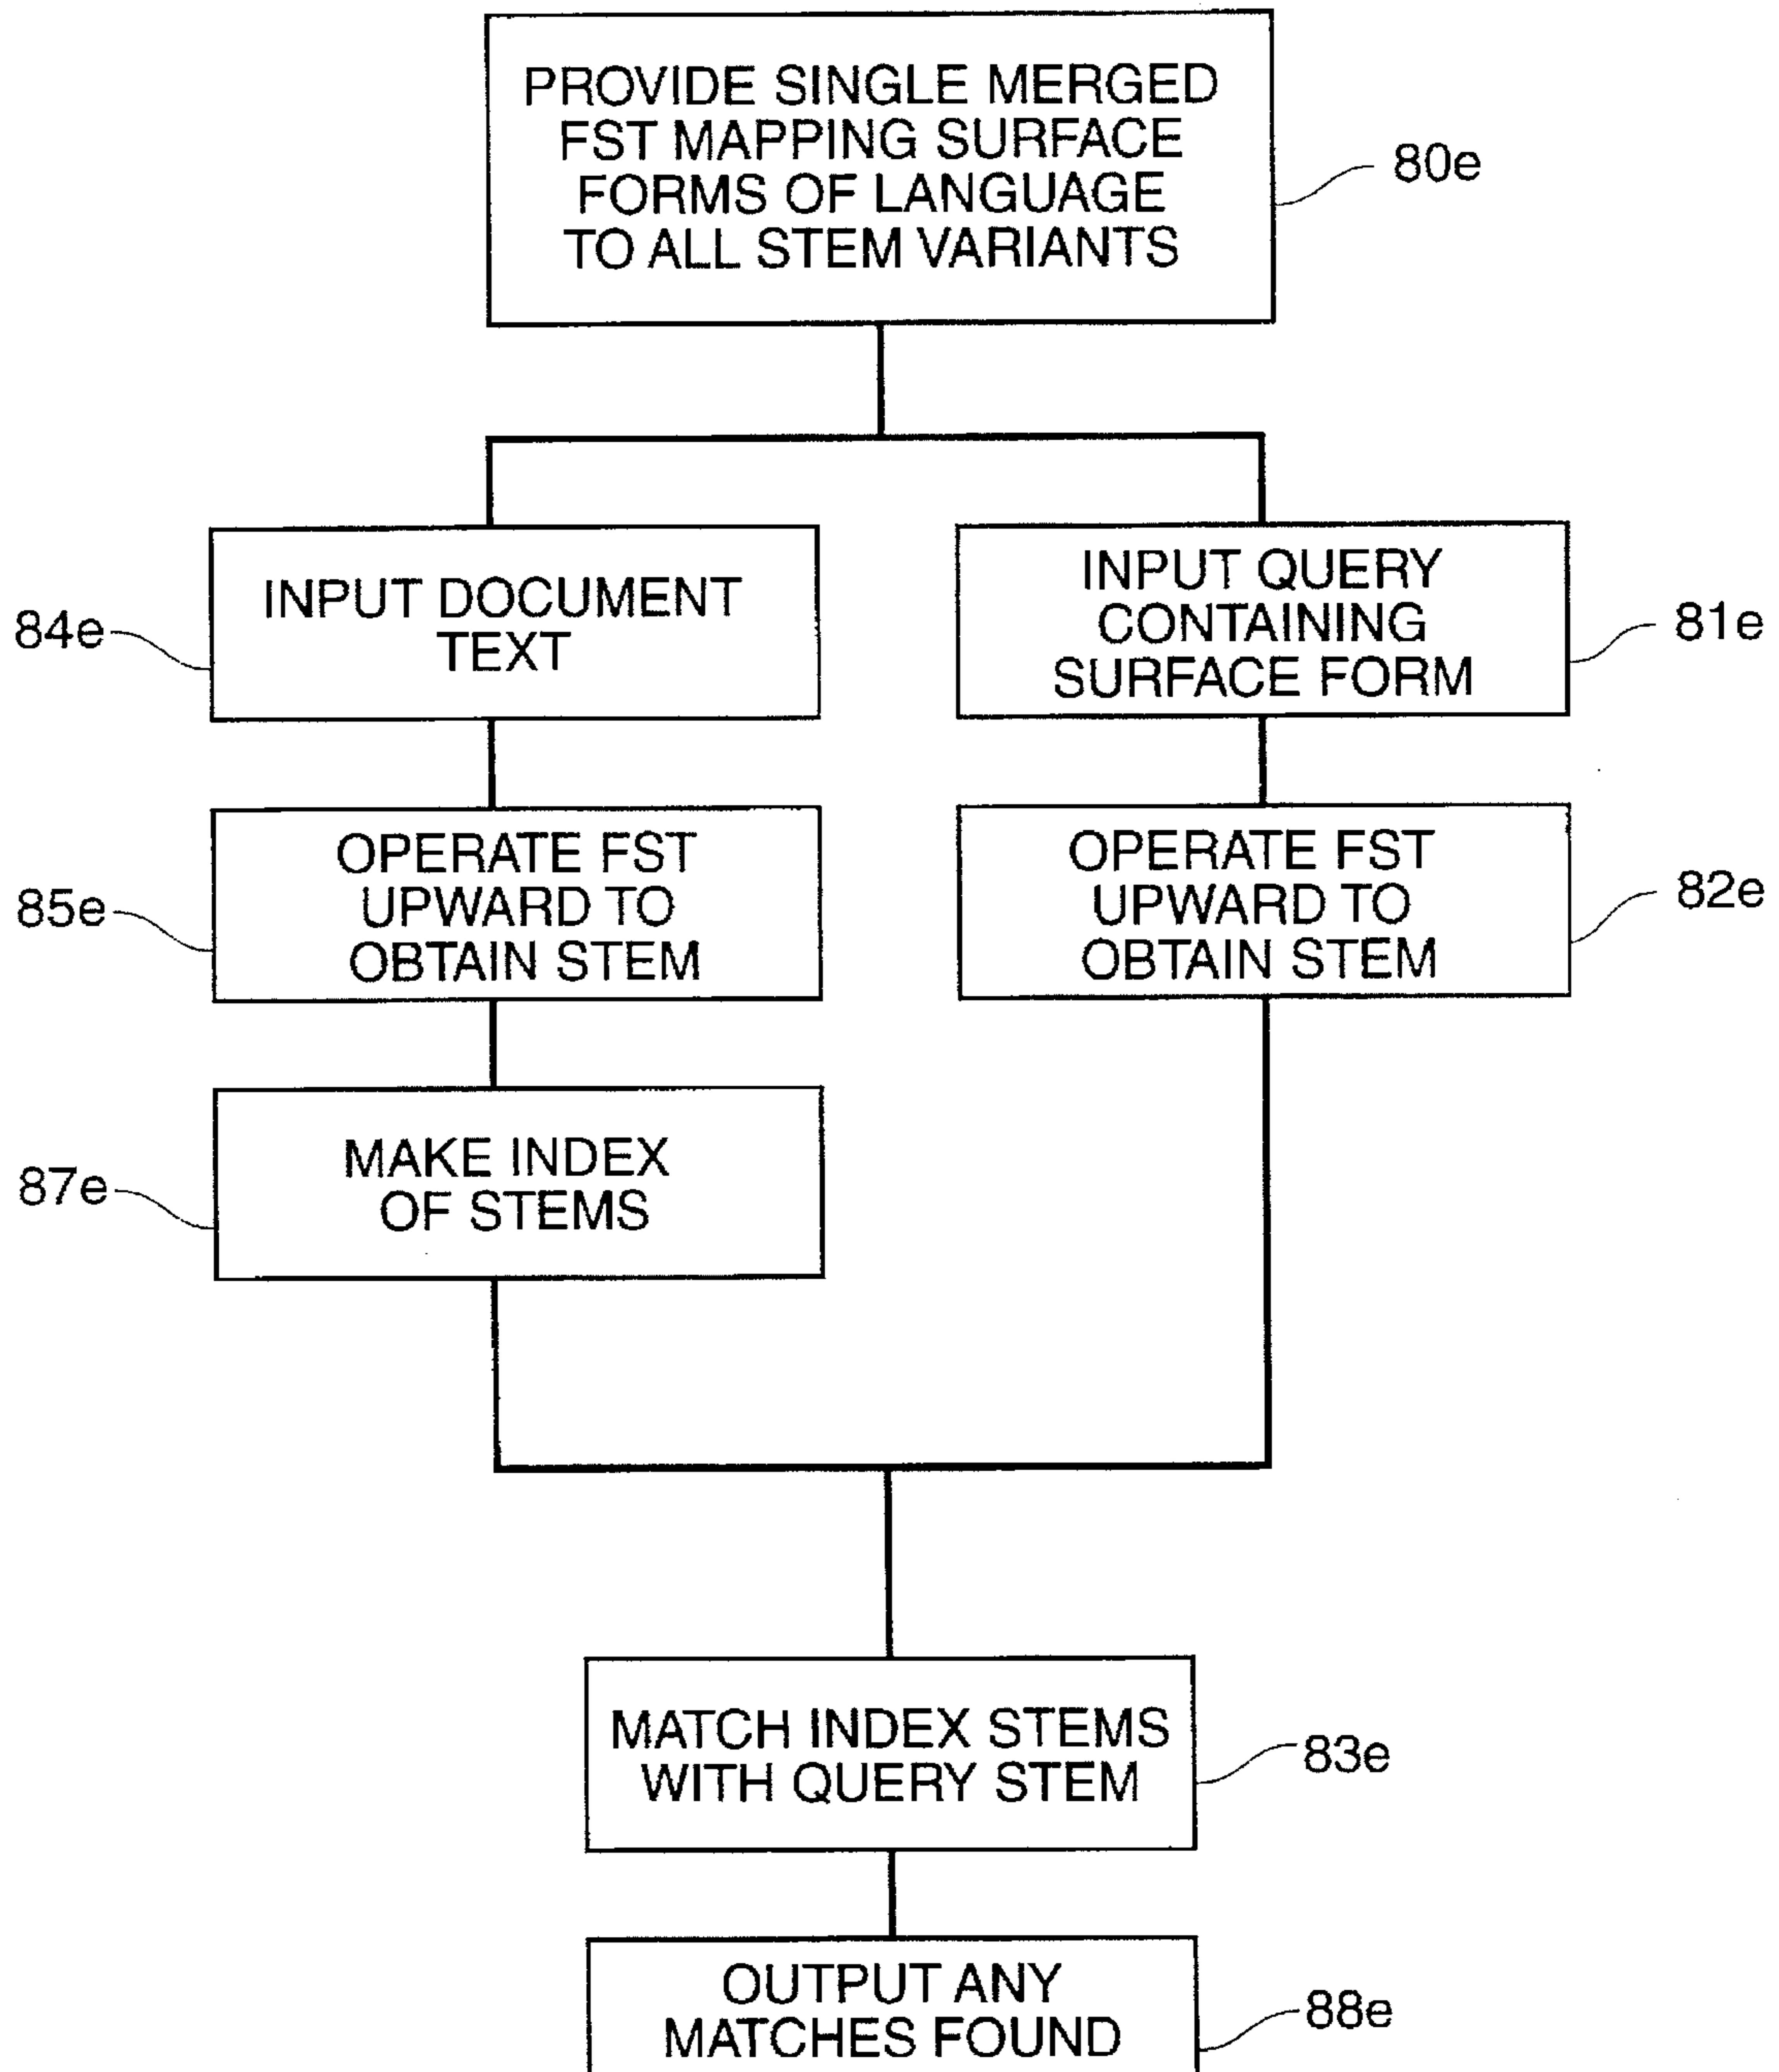 PROVIDE SINGLE MERGED
FST MAPPING SURFACE
FORMS OF LANGUAGE
TO ALL STEM VARIANTS
80e
INPUT DOCUMENT
TEXT
84e
INPUT QUERY
CONTAINING
SURFACE FORM
81e
OPERATE FST
UPWARD TO
OBTAIN STEM
85e
OPERATE FST
UPWARD TO
OBTAIN STEM
82e
MAKE INDEX
OF STEMS
87e
MATCH INDEX STEMS
WITH QUERY STEM
83e
OUTPUT ANY
MATCHES FOUND
88e